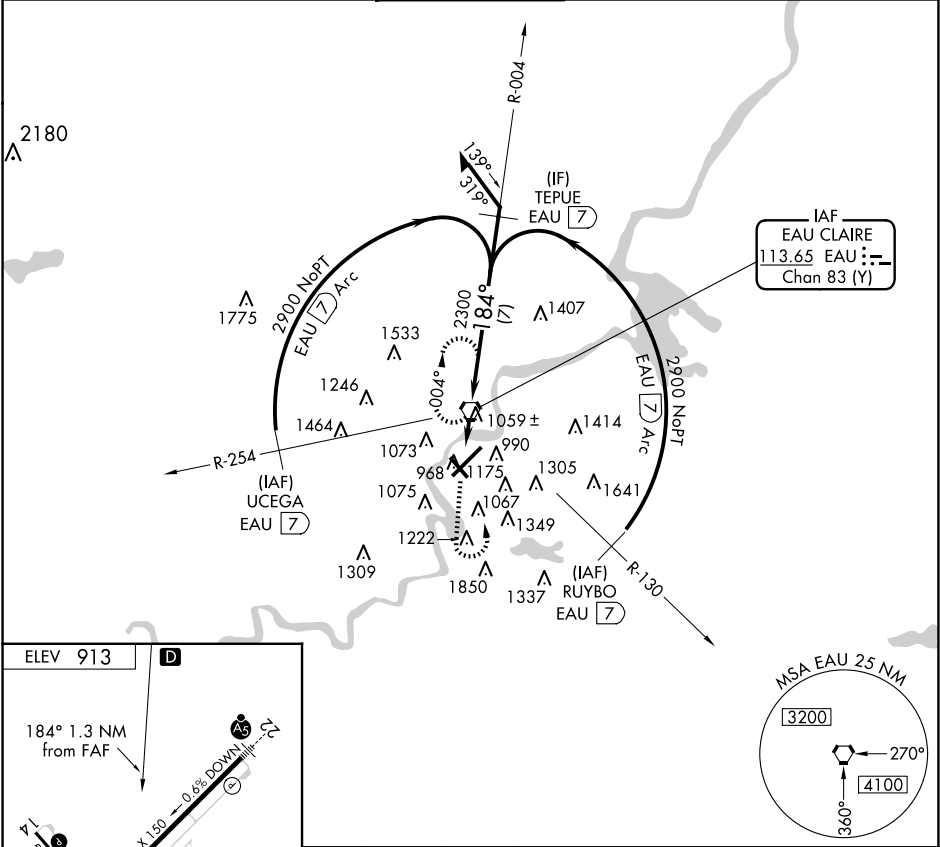 R-004
2180
139°
319°
(IF)
TEPUE
EAU 7
IAF
EAU CLAIRE
113.65 EAU
Chan 83 (Y)
2900 NoPT
EAU 7 Arc
1775
2300
184°
(7)
1407
1533
2900 NoPT
EAU 7 Arc
1246
004°
1464
1059 ±
1414
1073
990
R-254
968
1175
1305
1641
(IAF)
UCEGA
EAU 7
1075
1067
1349
1222
1309
1850
1337
(IAF)
RUYBO
EAU 7
R-130
ELEV 913
D
184° 1.3 NM
from FAF
A5
22
0.6% DOWN
P
X 150
14
P
MSA EAU 25 NM
3200
270°
4100
360°